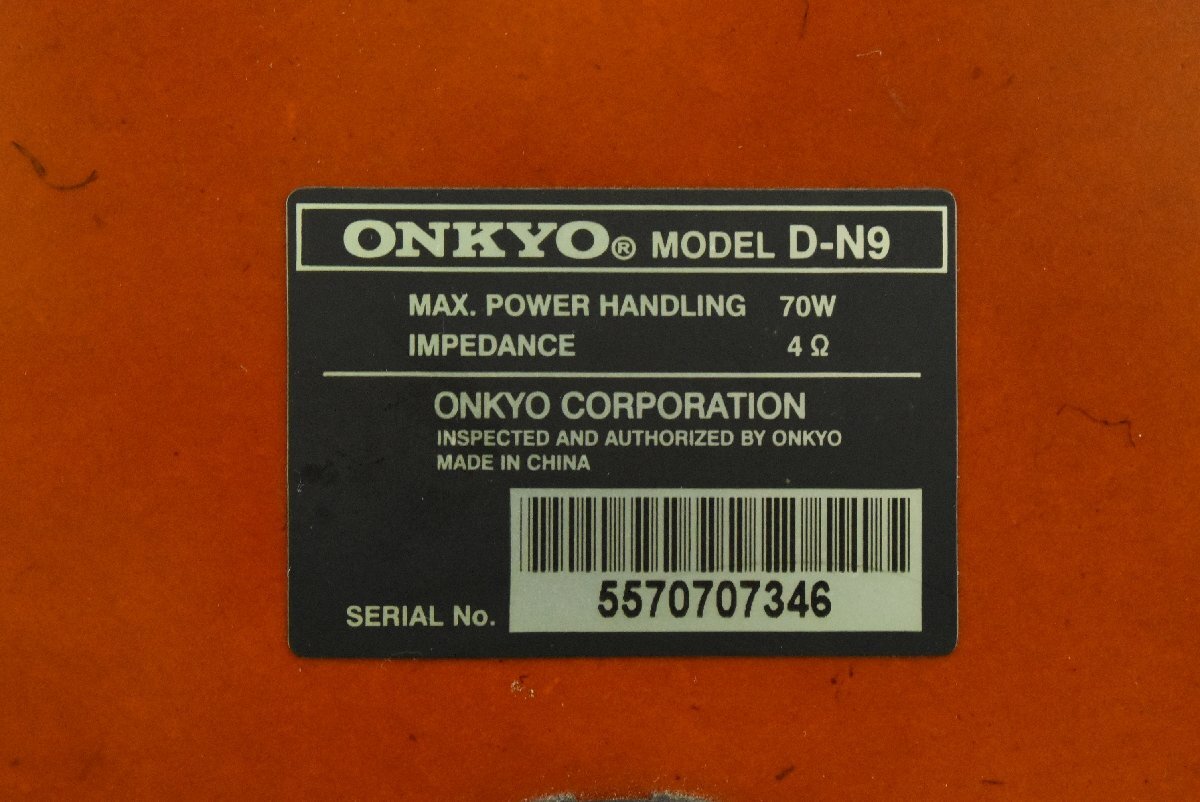 ONKYO® MODEL D-N9
MAX. POWER HANDLING 70W
IMPEDANCE 4 Ω
ONKYO CORPORATION
INSPECTED AND AUTHORIZED BY ONKYO
MADE IN CHINA
SERIAL No. 5570707346